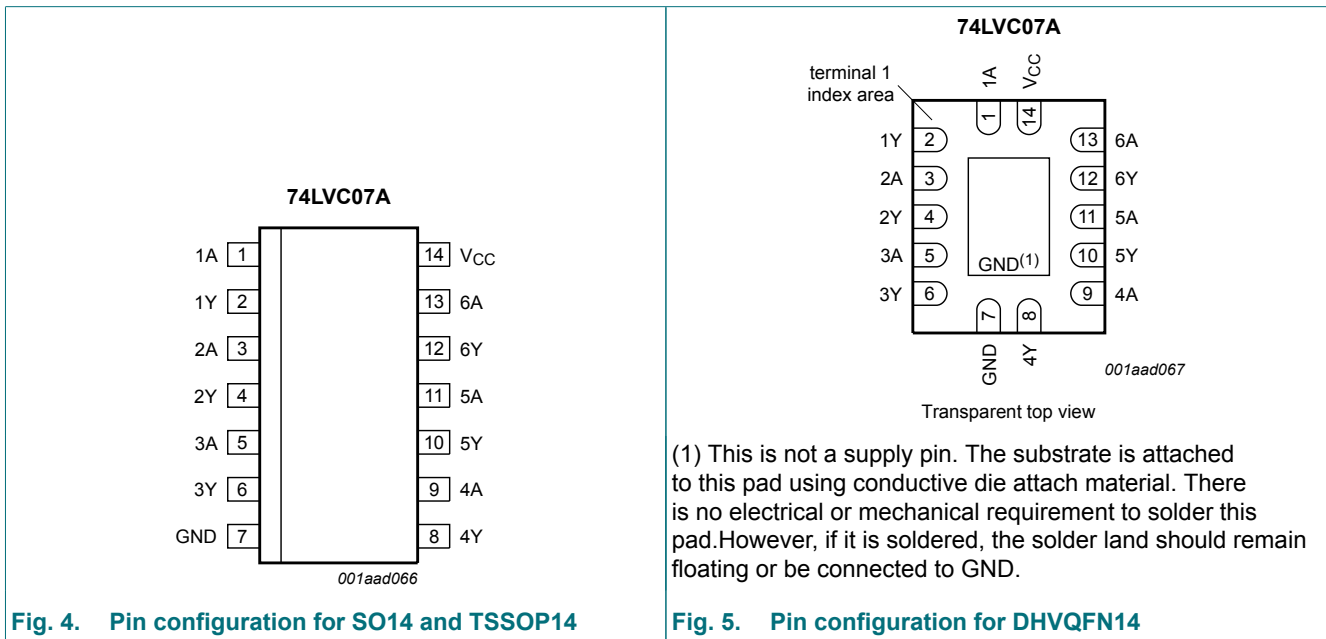 74LVC07A
1A 1
14 VCC
1Y 2
13 6A
2A 3
12 6Y
2Y 4
11 5A
3A 5
10 5Y
3Y 6
9 4A
GND 7
8 4Y
001aad066
Fig. 4. Pin configuration for SO14 and TSSOP14
74LVC07A
terminal 1
index area
1A
VCC
1
14
1Y 2
13 6A
2A 3
12 6Y
2Y 4
11 5A
3A 5
10 5Y
GND(1)
3Y 6
9 4A
7
8
GND
4Y
001aad067
Transparent top view
(1) This is not a supply pin. The substrate is attached
to this pad using conductive die attach material. There
is no electrical or mechanical requirement to solder this
pad.However, if it is soldered, the solder land should remain
floating or be connected to GND.
Fig. 5. Pin configuration for DHVQFN14